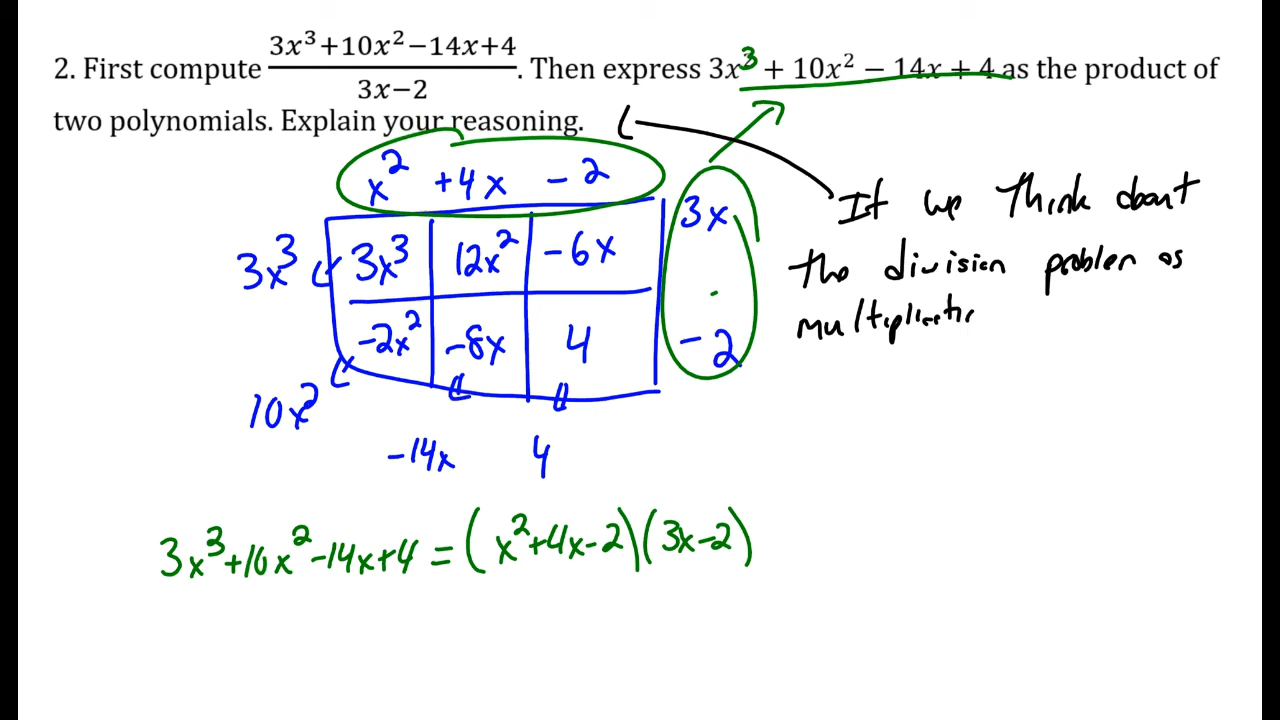 2. First compute (3x³+10x²−14x+4)/(3x−2). Then express 3x³ + 10x² − 14x + 4 as the product of
two polynomials. Explain your reasoning.
x² +4x -2
3x³ 3x³ 12x² -6x 3x
-2x² -8x 4 -2
10x²
-14x 4
If we think about
the division problem as
multiplicatio
3x³+10x²-14x+4 = (x²+4x-2)(3x-2)